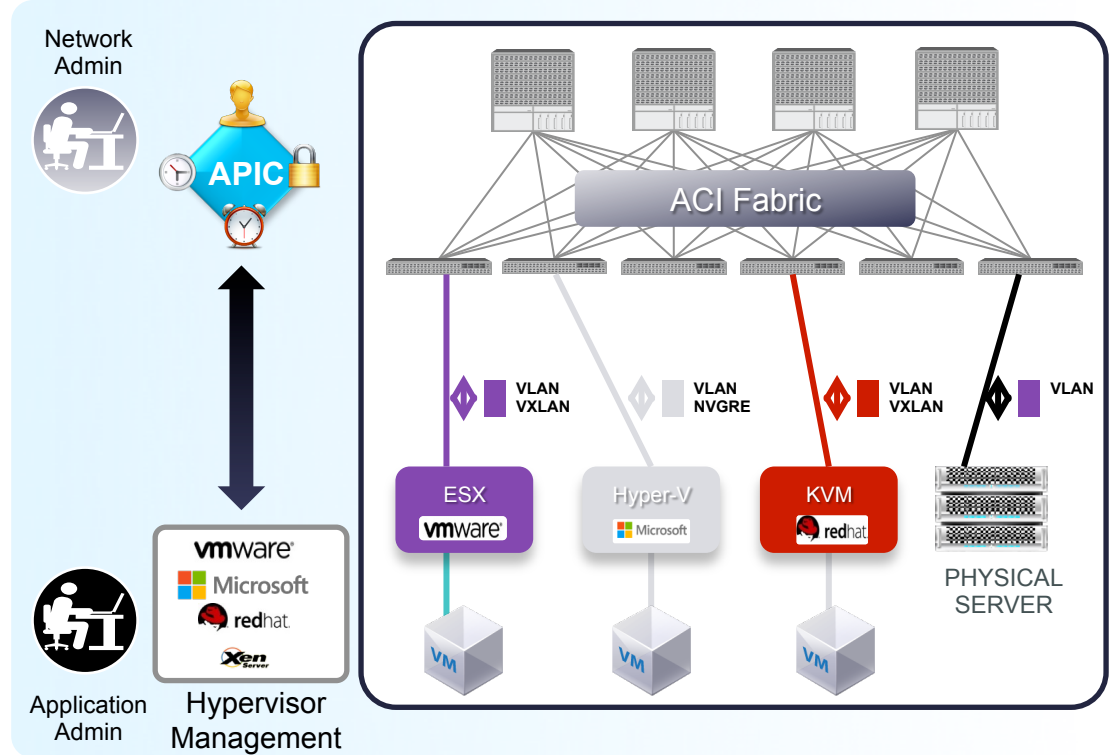 Network
Admin
APIC
ACI Fabric
VLAN
VXLAN
VLAN
NVGRE
VLAN
VXLAN
VLAN
ESX
vmware
Hyper-V
Microsoft
KVM
redhat
PHYSICAL
SERVER
VM
VM
VM
vmware
Microsoft
redhat.
Xen
Server
Application
Admin
Hypervisor
Management